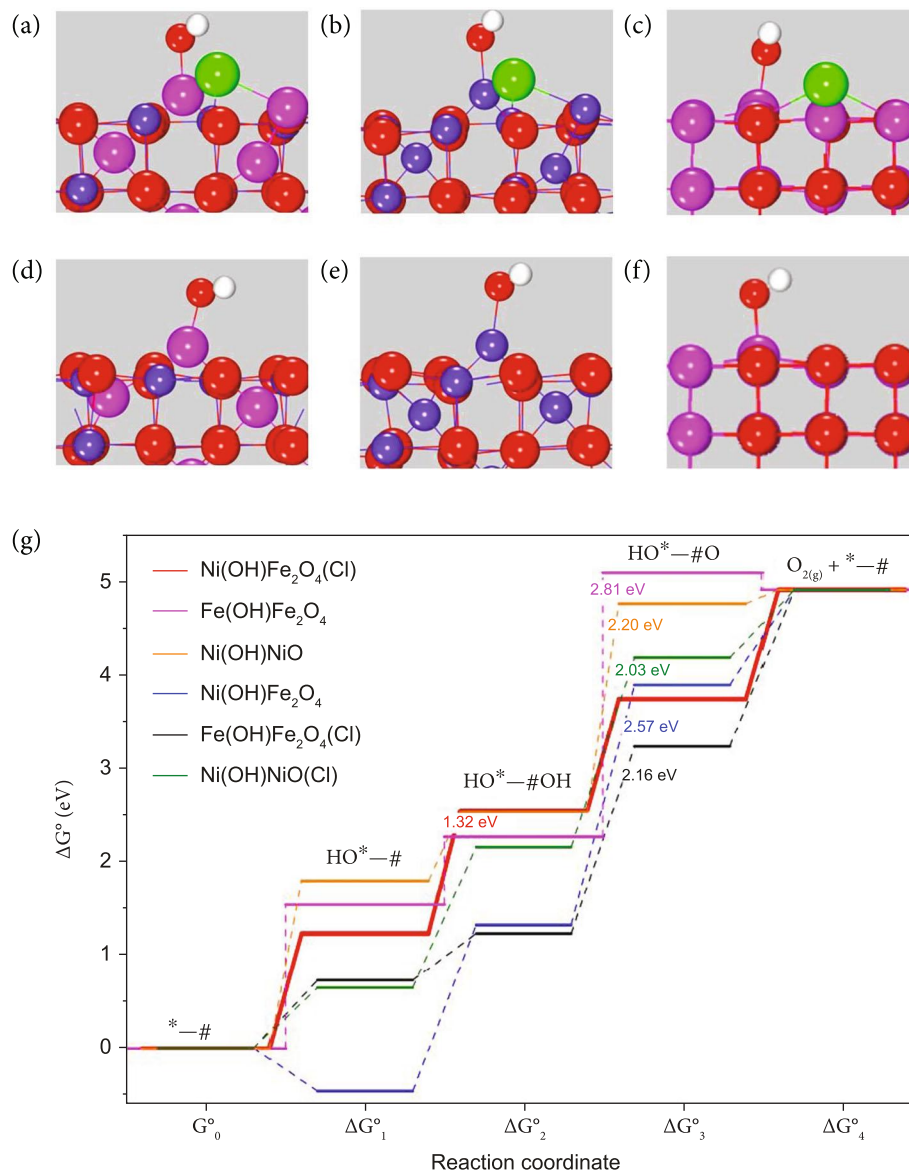 (a)
(b)
(c)
(d)
(e)
(f)
(g)
Ni(OH)Fe₂O₄(Cl)
Fe(OH)Fe₂O₄
Ni(OH)NiO
Ni(OH)Fe₂O₄
Fe(OH)Fe₂O₄(Cl)
Ni(OH)NiO(Cl)
HO*—#O
O₂₍g₎ + *—#
2.81 eV
2.20 eV
2.03 eV
2.57 eV
2.16 eV
HO*—#OH
1.32 eV
HO*—#
*—#
5
4
3
2
1
0
ΔG° (eV)
G°₀
ΔG°₁
ΔG°₂
ΔG°₃
ΔG°₄
Reaction coordinate